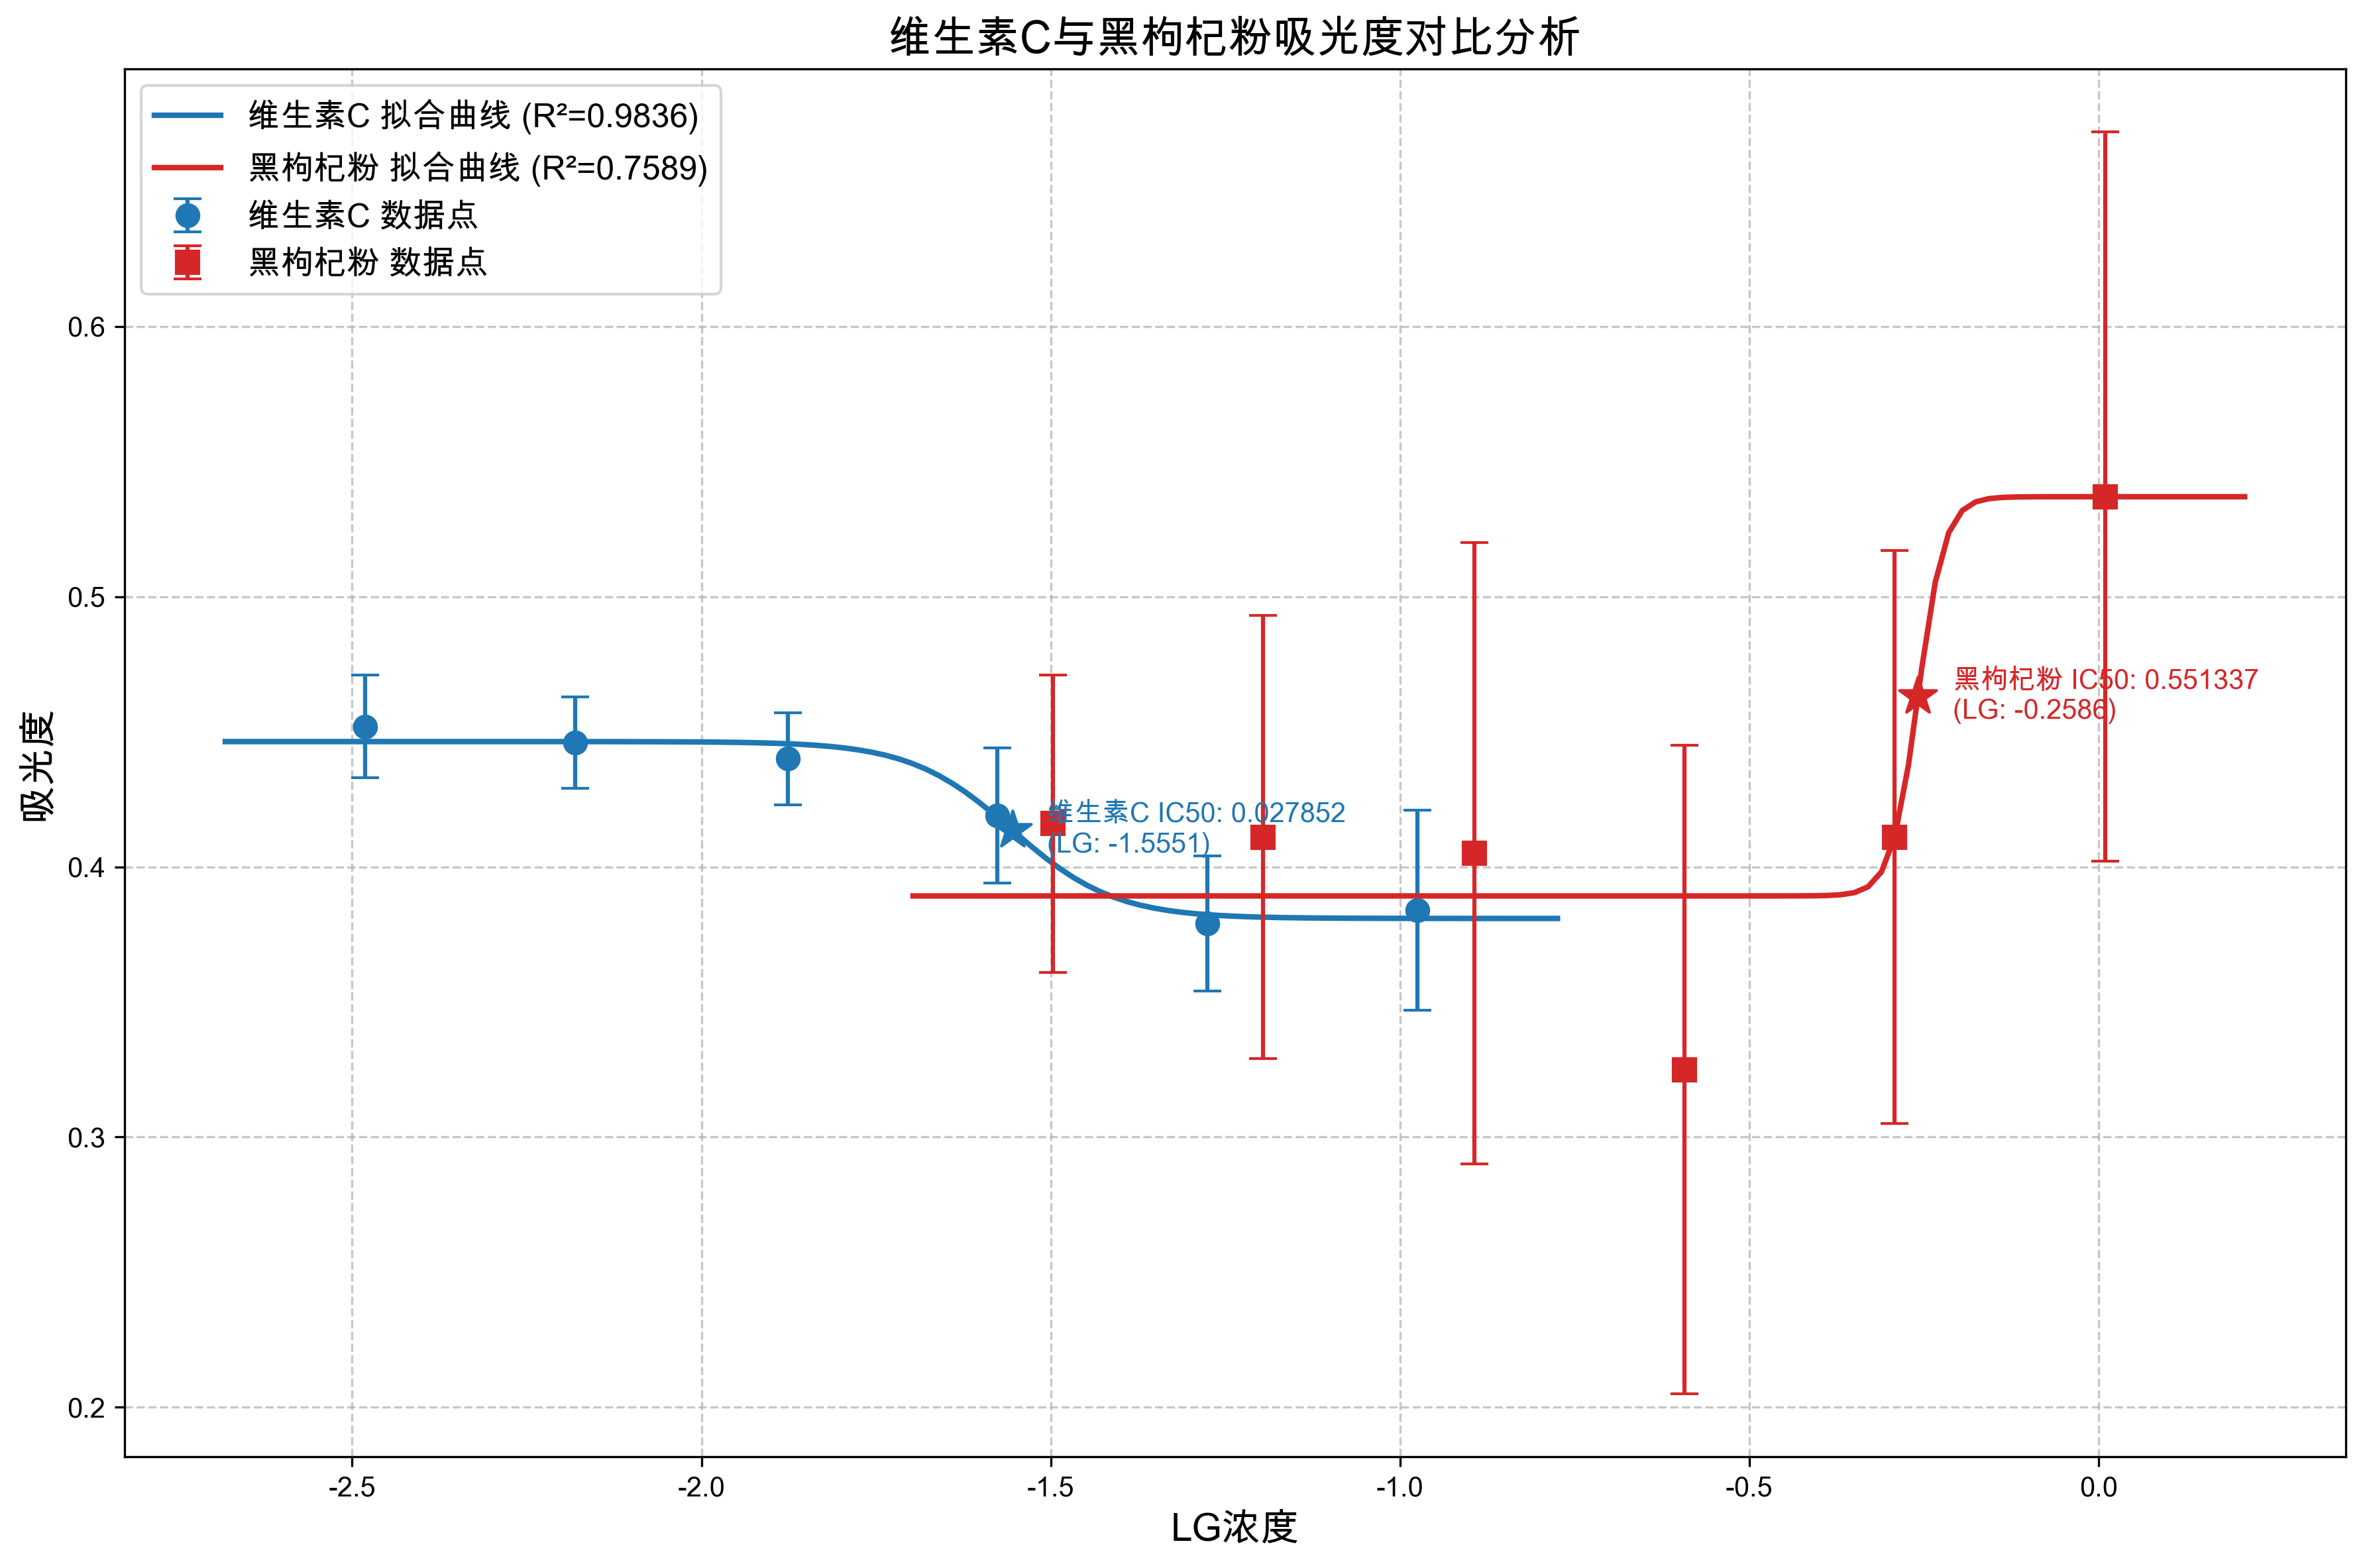 维生素C与黑枸杞粉吸光度对比分析
维生素C 拟合曲线 (R²=0.9836)
黑枸杞粉 拟合曲线 (R²=0.7589)
维生素C 数据点
黑枸杞粉 数据点
吸光度
0.6
0.5
0.4
0.3
0.2
黑枸杞粉 IC50: 0.551337
(LG: -0.2586)
维生素C IC50: 0.027852
(LG: -1.5551)
-2.5
-2.0
-1.5
-1.0
-0.5
0.0
LG浓度